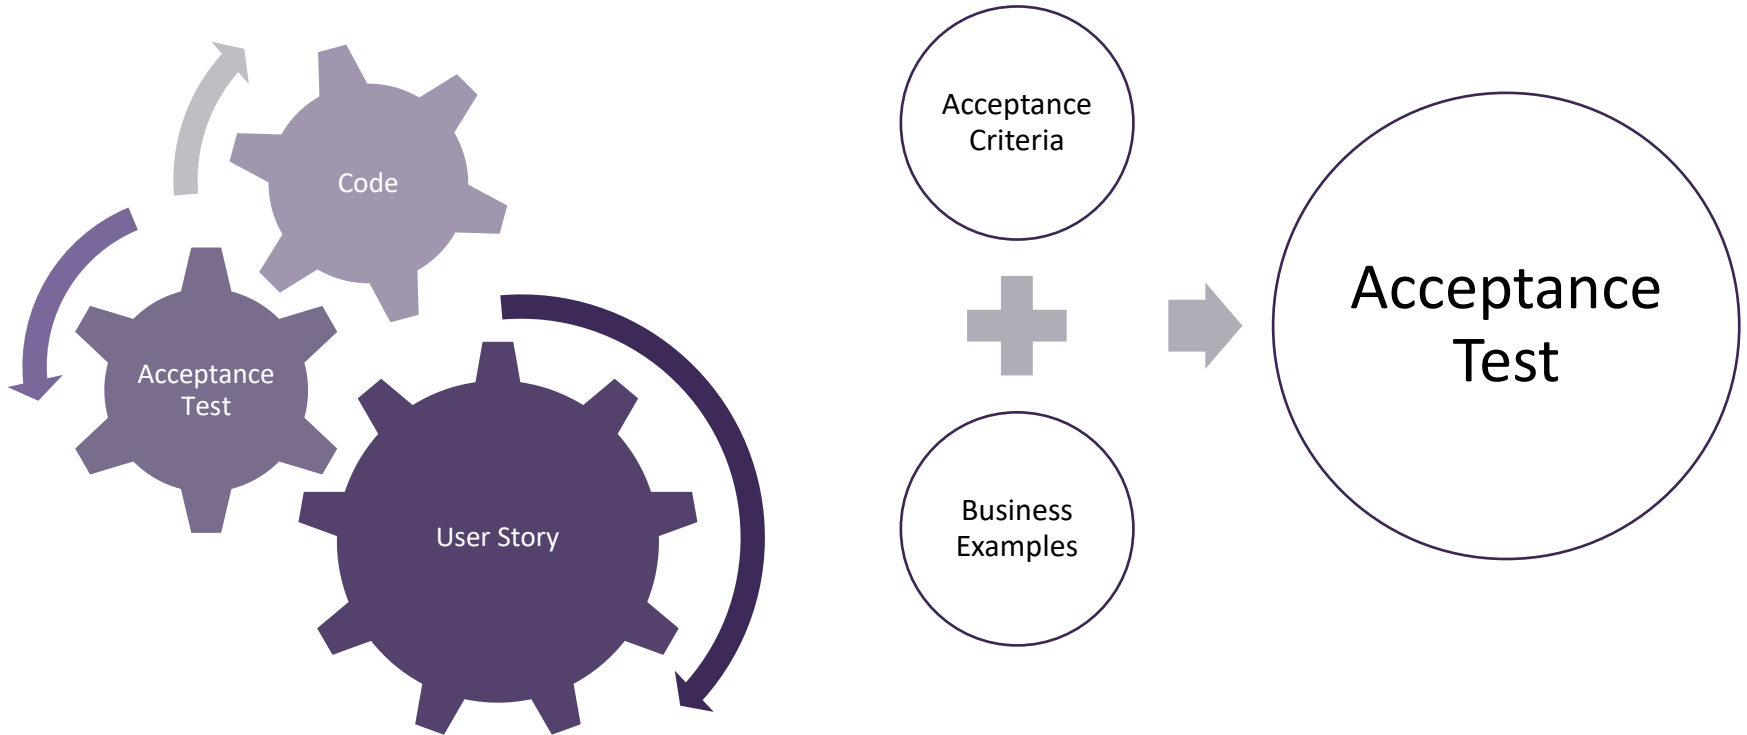 Code
Acceptance
Test
User Story
Acceptance
Criteria
Business
Examples
Acceptance
Test